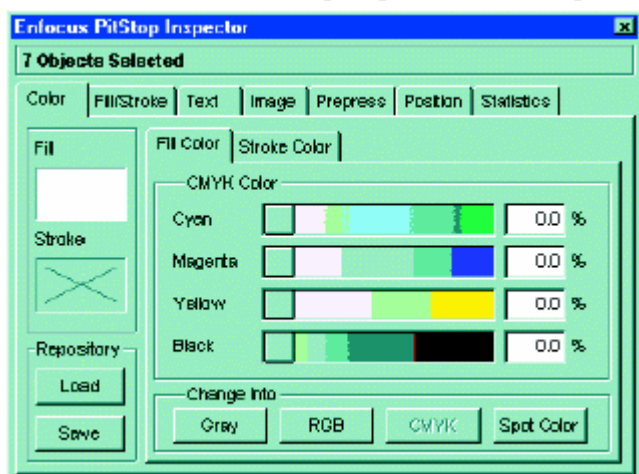 Enfocus PitStop Inspector
7 Objects Selected
Color Fill/Stroke Text Image Prepress Position Statistics
Fill
Stroke
Repository
Load
Save
Fill Color Stroke Color
CMYK Color
Cyan 0.0 %
Magenta 0.0 %
Yellow 0.0 %
Black 0.0 %
Change Into
Gray RGB CMYK Spot Color